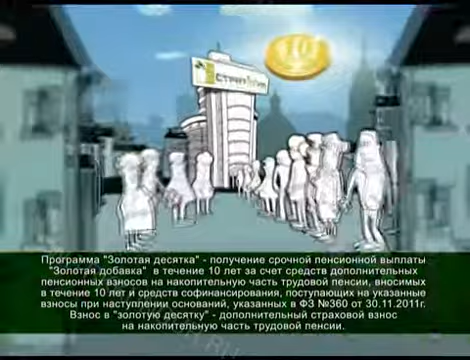 10
Программа "Золотая десятка" - получение срочной пенсионной выплаты
"Золотая добавка" в течение 10 лет за счет средств дополнительных
пенсионных взносов на накопительную часть трудовой пенсии, вносимых
в течение 10 лет и средств софинансирования, поступающих на указанные
взносы при наступлении оснований, указанных в ФЗ №360 от 30.11.2011г.
Взнос в "золотую десятку" - дополнительный страховой взнос
на накопительную часть трудовой пенсии.